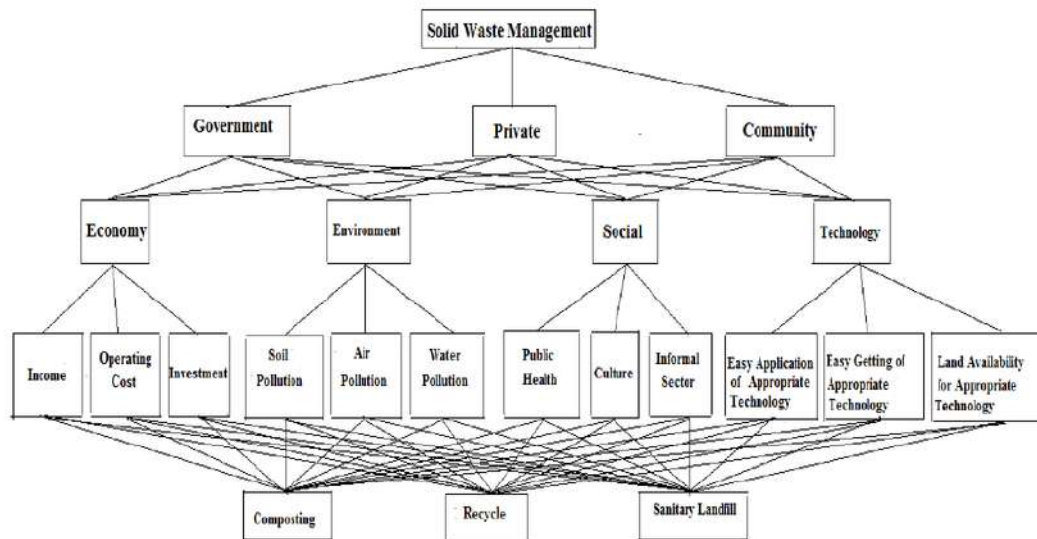 Solid Waste Management
Government
Private
Community
Economy
Environment
Social
Technology
Income
Operating
Cost
Investment
Soil
Pollution
Air
Pollution
Water
Pollution
Public
Health
Culture
Informal
Sector
Easy Application
of Appropriate
Technology
Easy Getting of
Appropriate
Technology
Land Availability
for Appropriate
Technology
Composting
Recycle
Sanitary Landfill